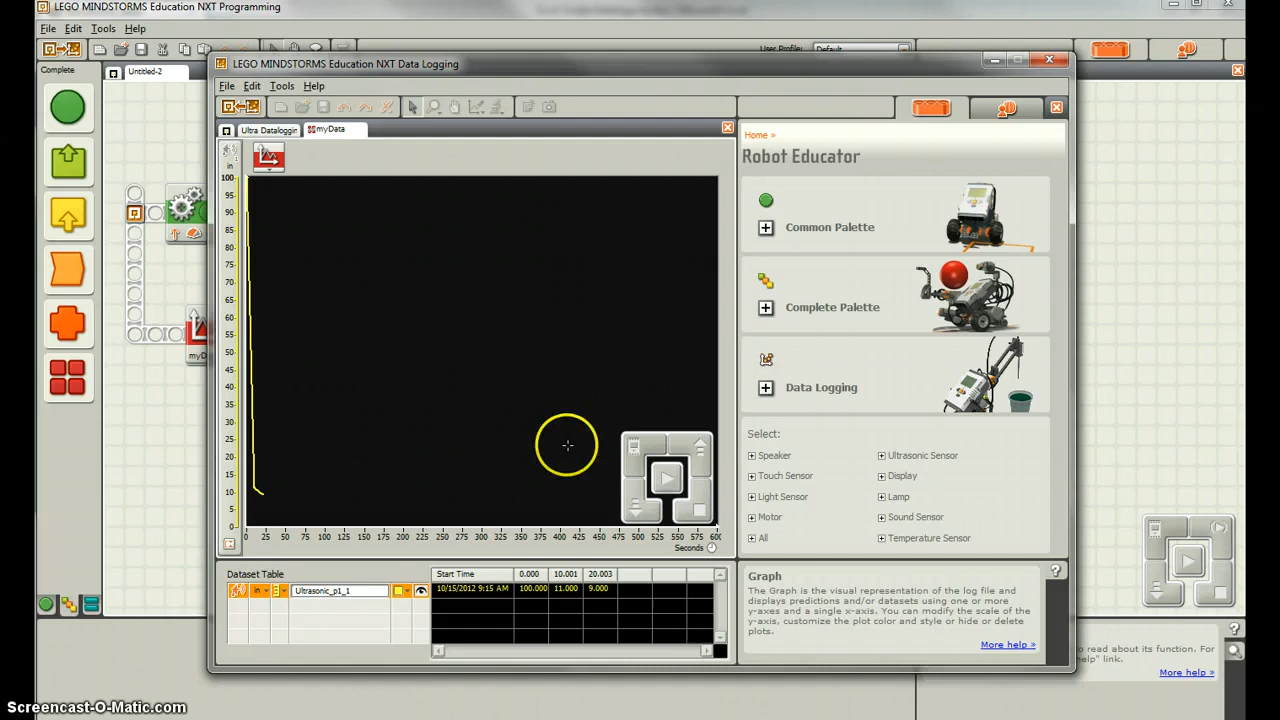 LEGO MINDSTORMS Education NXT Programming
File Edit Tools Help
User Profile: Default
Complete
Untitled-2
LEGO MINDSTORMS Education NXT Data Logging
File Edit Tools Help
Ultra Dataloggin
myData
in
100
95
90
85
80
75
70
65
60
55
50
45
40
35
30
25
20
15
10
5
0
0 25 50 75 100 125 150 175 200 225 250 275 300 325 350 375 400 425 450 475 500 525 550 575 600
Seconds
Home »
Robot Educator
Common Palette
Complete Palette
Data Logging
Select:
Speaker
Ultrasonic Sensor
Touch Sensor
Display
Light Sensor
Lamp
Motor
Sound Sensor
All
Temperature Sensor
Dataset Table
Start Time 0.000 10.001 20.003
in Ultrasonic_p1_1 10/15/2012 9:15 AM 100.000 11.000 9.000
Graph
The Graph is the visual representation of the log file and
displays predictions and/or datasets using one or more
y-axes and a single x-axis. You can modify the scale of the
y-axis, customize the plot color and style or hide or delete
plots.
More help »
myD
to read about its function. For
help" link.
More help »
Screencast-O-Matic.com